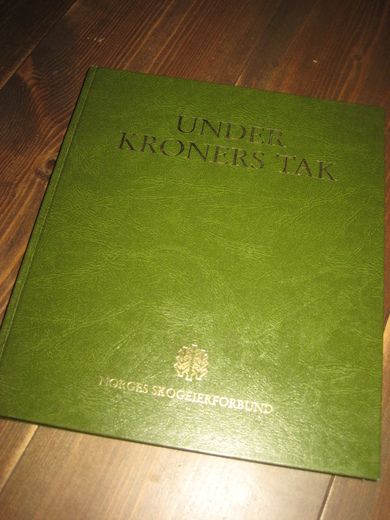 UNDER
KRONERS TAK
NORGES SKOGEIERFORBUND